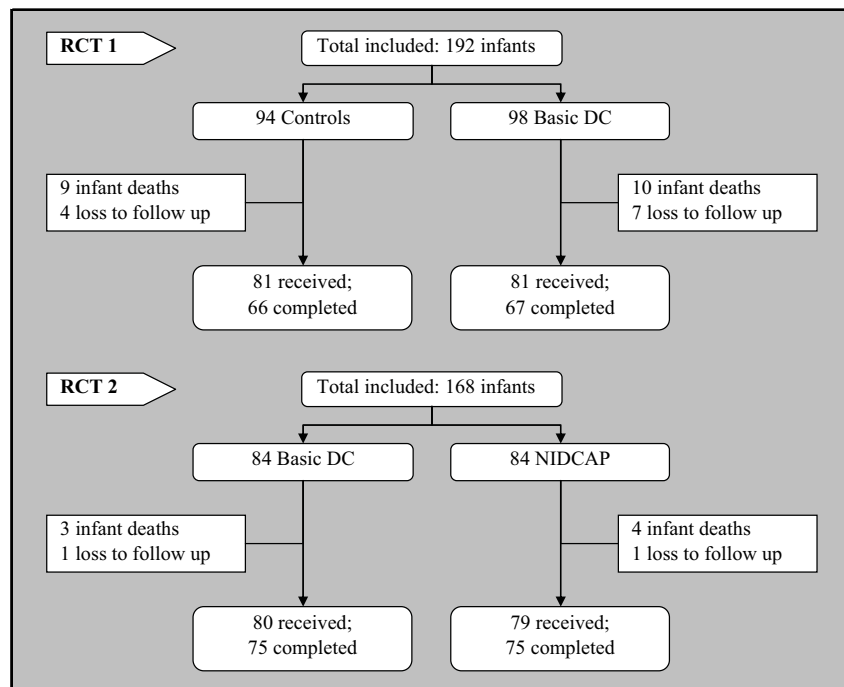 RCT 1
Total included: 192 infants
94 Controls
98 Basic DC
9 infant deaths
4 loss to follow up
10 infant deaths
7 loss to follow up
81 received;
66 completed
81 received;
67 completed
RCT 2
Total included: 168 infants
84 Basic DC
84 NIDCAP
3 infant deaths
1 loss to follow up
4 infant deaths
1 loss to follow up
80 received;
75 completed
79 received;
75 completed